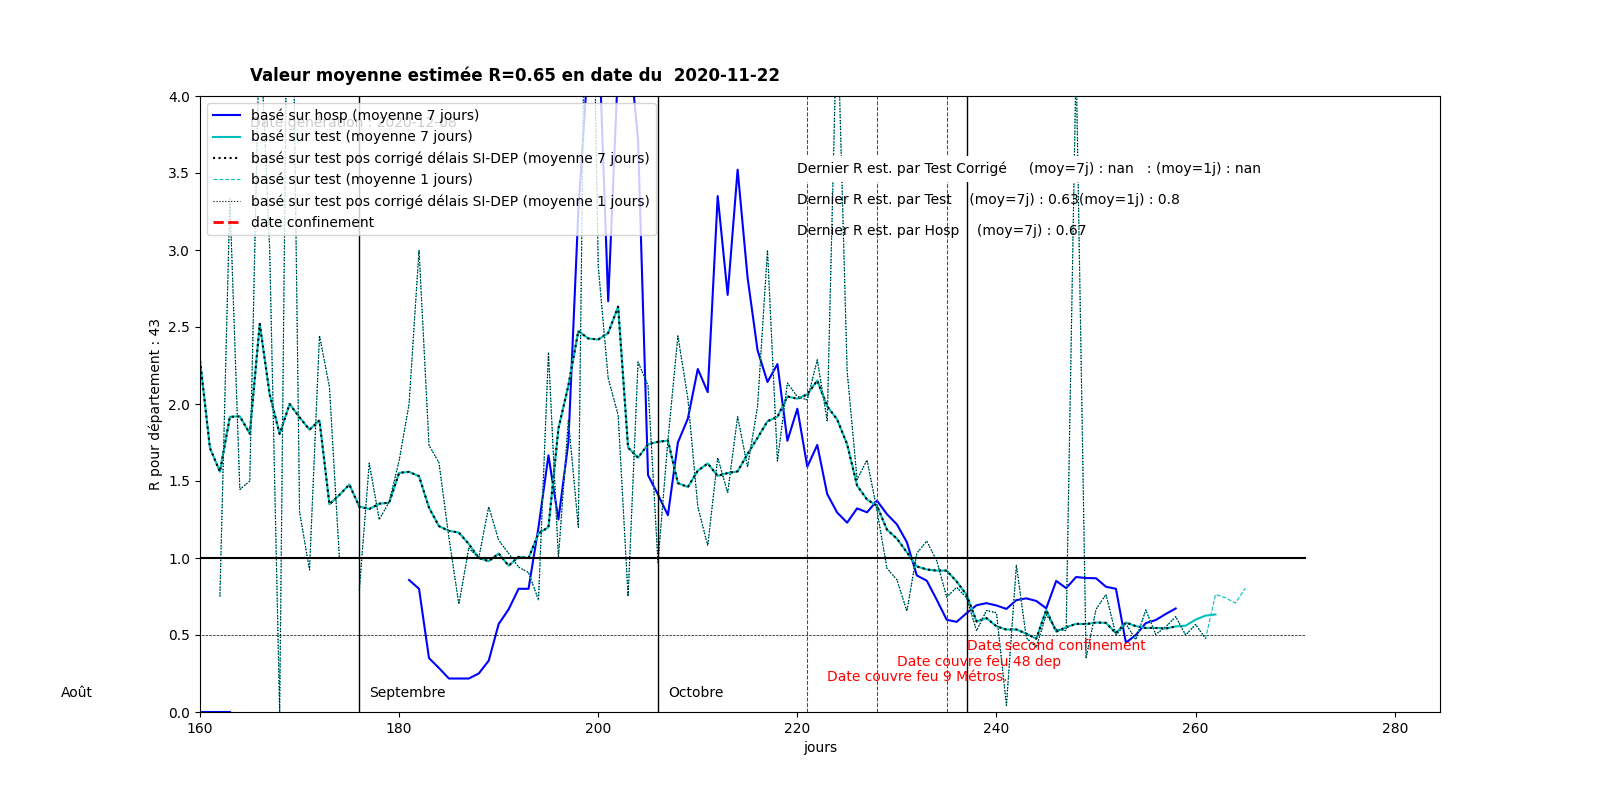 Valeur moyenne estimée R=0.65 en date du  2020-11-22
basé sur hosp (moyenne 7 jours)
basé sur test (moyenne 7 jours)
basé sur test pos corrigé délais SI-DEP (moyenne 7 jours)
basé sur test (moyenne 1 jours)
basé sur test pos corrigé délais SI-DEP (moyenne 1 jours)
date confinement
Dernier R est. par Test Corrigé     (moy=7j) : nan   : (moy=1j) : nan
Dernier R est. par Test    (moy=7j) : 0.63(moy=1j) : 0.8
Dernier R est. par Hosp    (moy=7j) : 0.67
R pour département : 43
4.0
3.5
3.0
2.5
2.0
1.5
1.0
0.5
0.0
Date second confinement
Date couvre feu 48 dep
Date couvre feu 9 Métros.
Août
Septembre
Octobre
160
180
200
220
240
260
280
jours